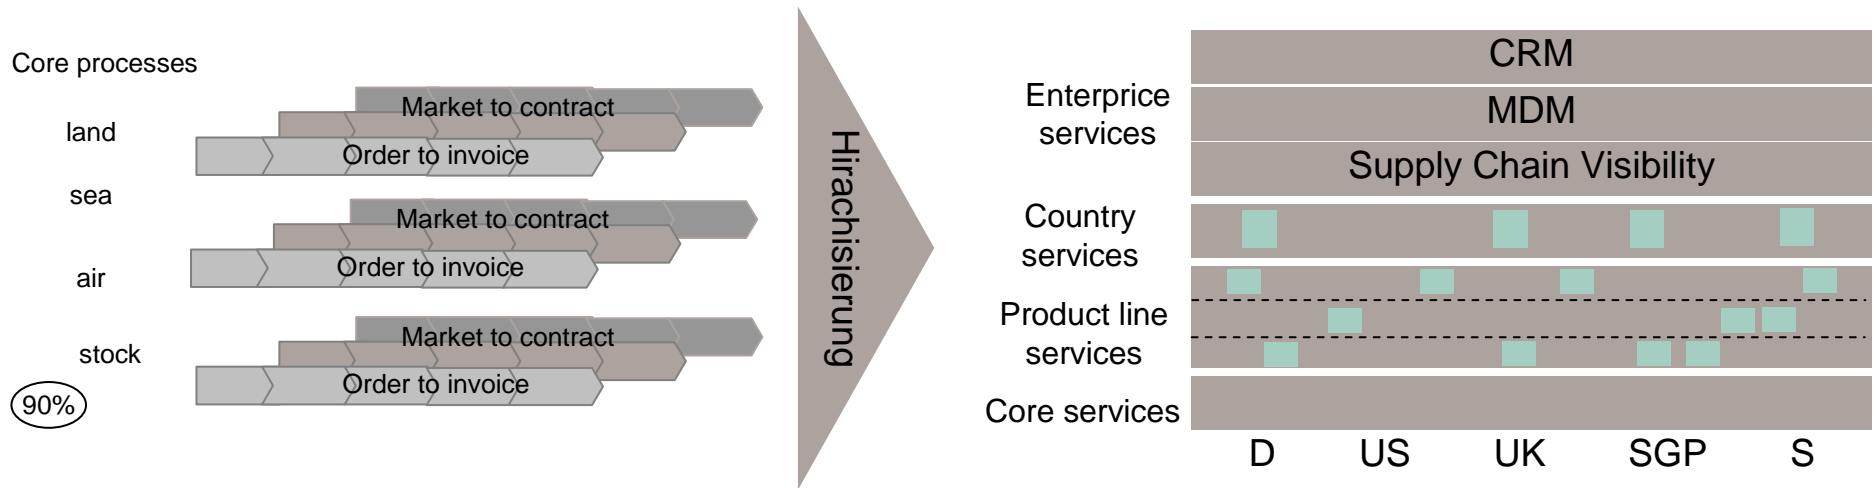 Core processes
land
sea
air
stock
90%
Market to contract
Order to invoice
Market to contract
Order to invoice
Market to contract
Order to invoice
Hirachisierung
Enterprice
services
Country
services
Product line
services
Core services
CRM
MDM
Supply Chain Visibility
D US UK SGP S